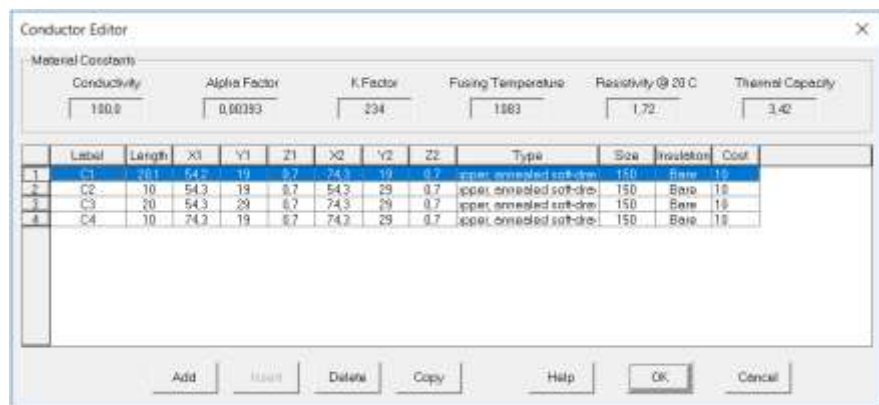 Conductor Editor
Material Constants
Conductivity Alpha Factor K Factor Fusing Temperature Resistivity @ 20 C Thermal Capacity
100,0 0,00393 234 1083 1,72 3,42
Label Length X1 Y1 Z1 X2 Y2 Z2 Type Size Insulation Cost
1 C1 20,1 54,2 19 0,7 74,3 19 0,7 opper, annealed soft-dra 150 Bare 10
2 C2 10 54,3 19 0,7 54,3 29 0,7 opper, annealed soft-dra 150 Bare 10
3 C3 20 54,3 29 0,7 74,3 29 0,7 opper, annealed soft-dra 150 Bare 10
4 C4 10 74,3 19 0,7 74,3 29 0,7 opper, annealed soft-dra 150 Bare 10
Add Insert Delete Copy Help OK Cancel